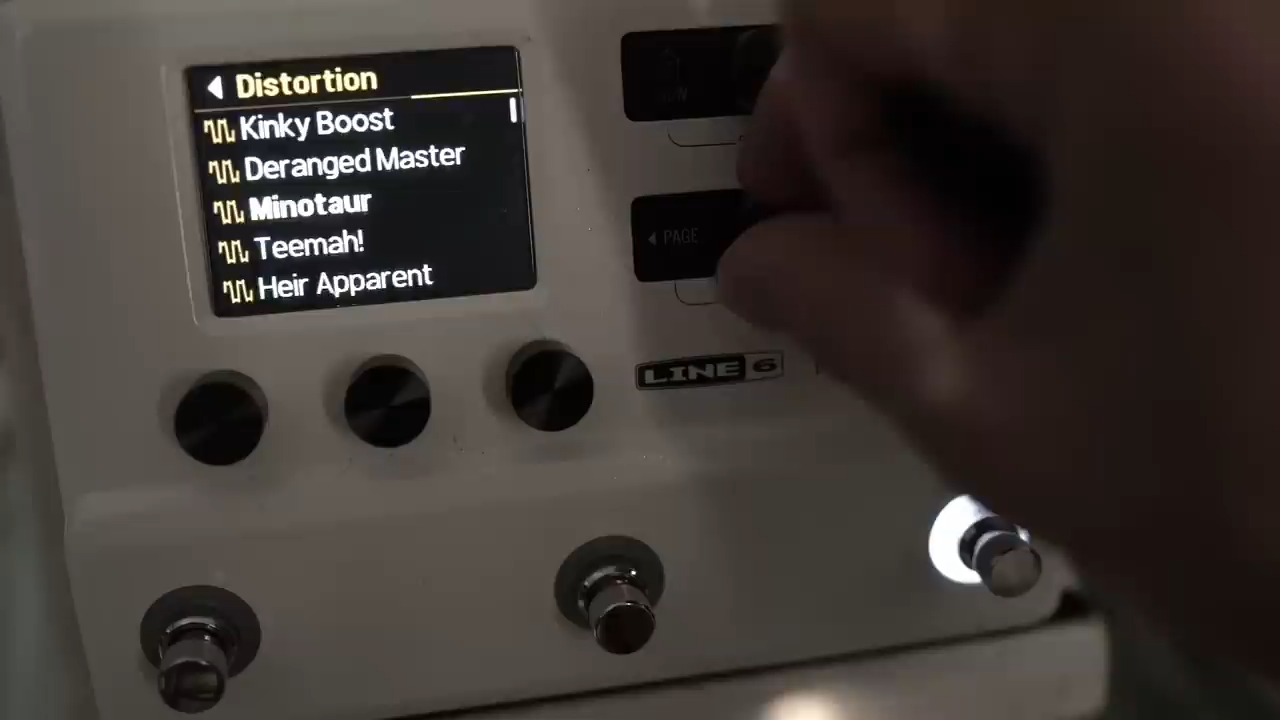 Distortion
Kinky Boost
Deranged Master
Minotaur
Teemah!
Heir Apparent
PAGE
LINE 6